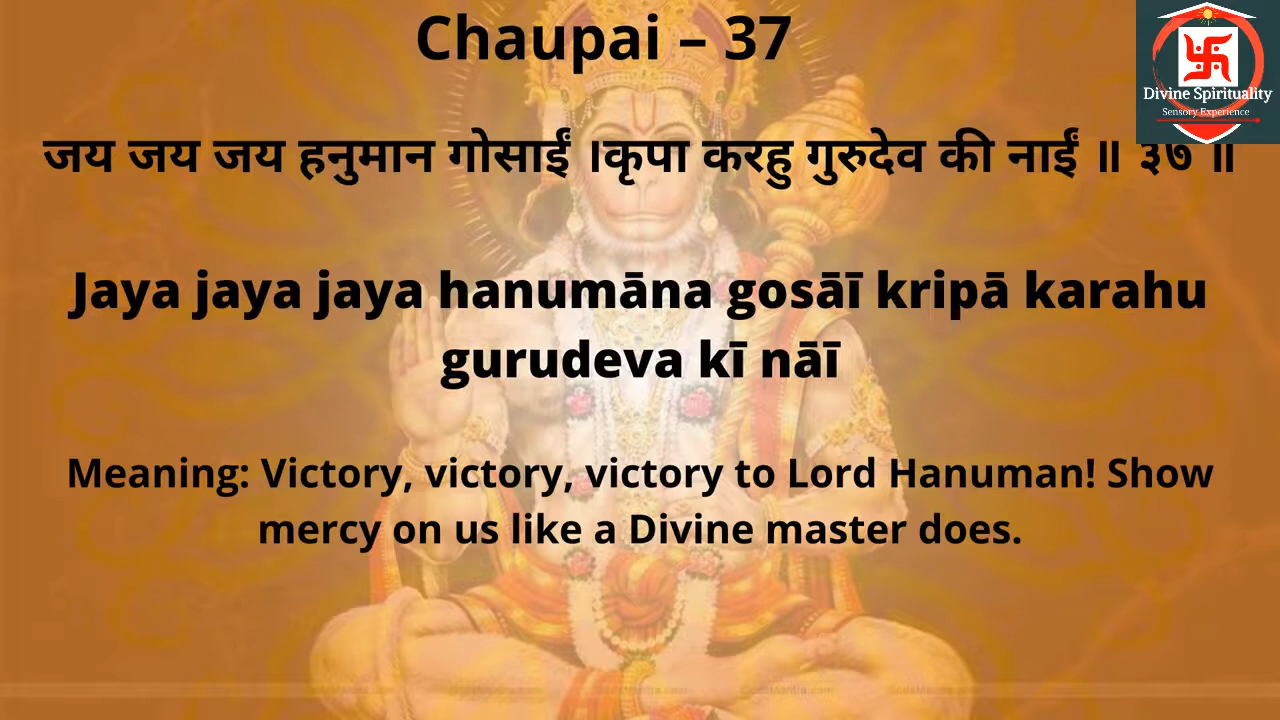 Chaupai – 37
Divine Spirituality
Sensory Experience
जय जय जय हनुमान गोसाईं ।कृपा करहु गुरुदेव की नाईं ॥ ३७ ॥
Jaya jaya jaya hanumāna gosāī kripā karahu
gurudeva kī nāī
Meaning: Victory, victory, victory to Lord Hanuman! Show
mercy on us like a Divine master does.